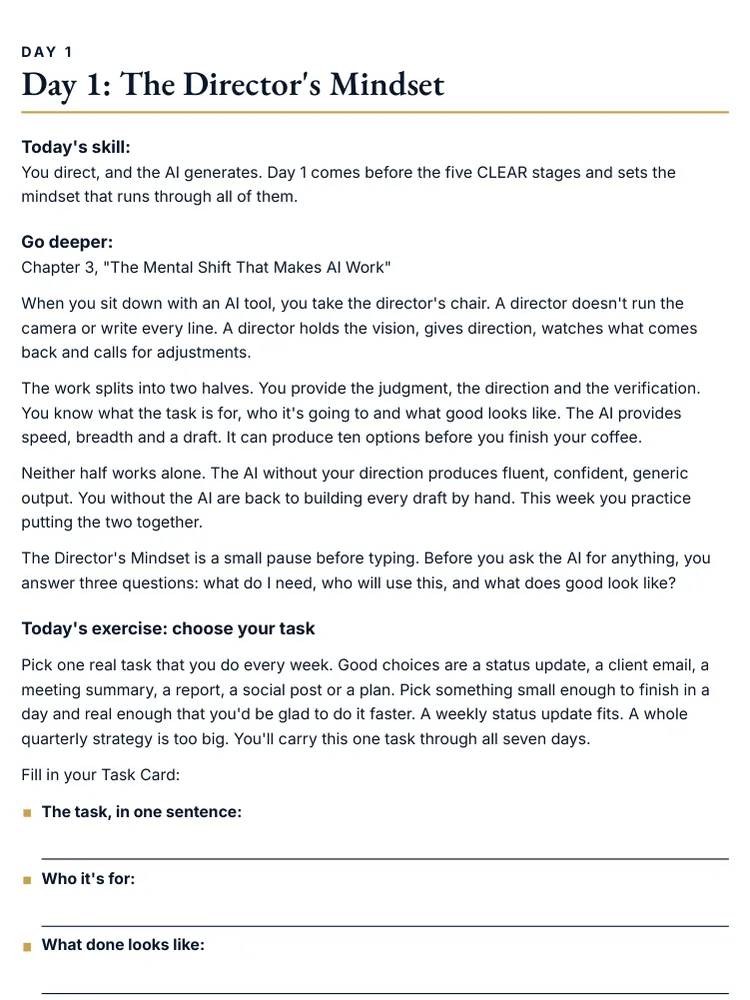 DAY 1
Day 1: The Director's Mindset
Today's skill:
You direct, and the AI generates. Day 1 comes before the five CLEAR stages and sets the
mindset that runs through all of them.
Go deeper:
Chapter 3, "The Mental Shift That Makes AI Work"
When you sit down with an AI tool, you take the director's chair. A director doesn't run the
camera or write every line. A director holds the vision, gives direction, watches what comes
back and calls for adjustments.
The work splits into two halves. You provide the judgment, the direction and the verification.
You know what the task is for, who it's going to and what good looks like. The AI provides
speed, breadth and a draft. It can produce ten options before you finish your coffee.
Neither half works alone. The AI without your direction produces fluent, confident, generic
output. You without the AI are back to building every draft by hand. This week you practice
putting the two together.
The Director's Mindset is a small pause before typing. Before you ask the AI for anything, you
answer three questions: what do I need, who will use this, and what does good look like?
Today's exercise: choose your task
Pick one real task that you do every week. Good choices are a status update, a client email, a
meeting summary, a report, a social post or a plan. Pick something small enough to finish in a
day and real enough that you'd be glad to do it faster. A weekly status update fits. A whole
quarterly strategy is too big. You'll carry this one task through all seven days.
Fill in your Task Card:
The task, in one sentence:
Who it's for:
What done looks like: